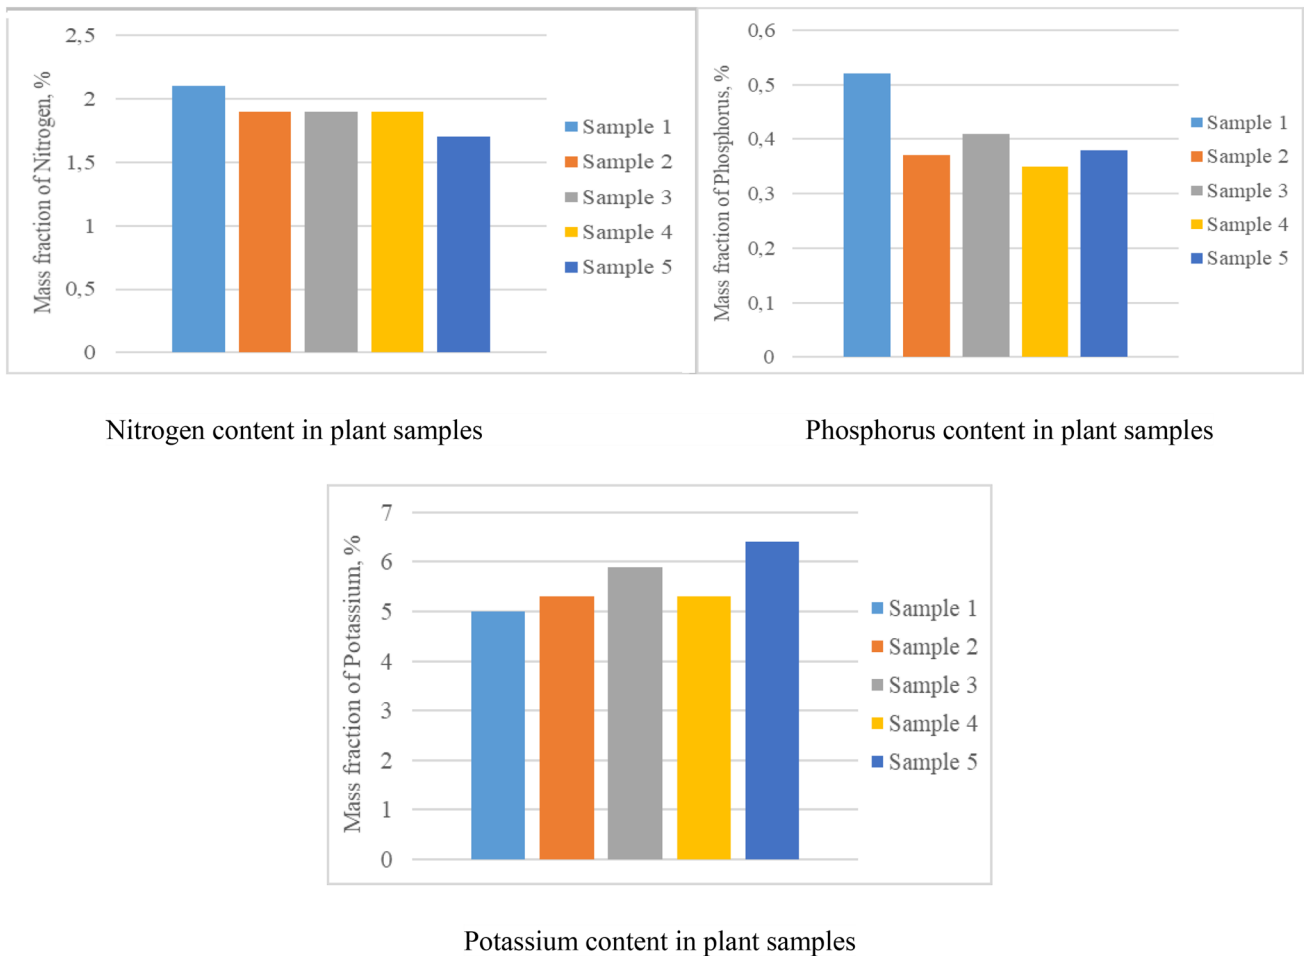 Mass fraction of Nitrogen, %
2,5
2
1,5
1
0,5
0
Sample 1
Sample 2
Sample 3
Sample 4
Sample 5
Nitrogen content in plant samples
Mass fraction of Phosphorus, %
0,6
0,5
0,4
0,3
0,2
0,1
0
Sample 1
Sample 2
Sample 3
Sample 4
Sample 5
Phosphorus content in plant samples
Mass fraction of Potassium, %
7
6
5
4
3
2
1
0
Sample 1
Sample 2
Sample 3
Sample 4
Sample 5
Potassium content in plant samples